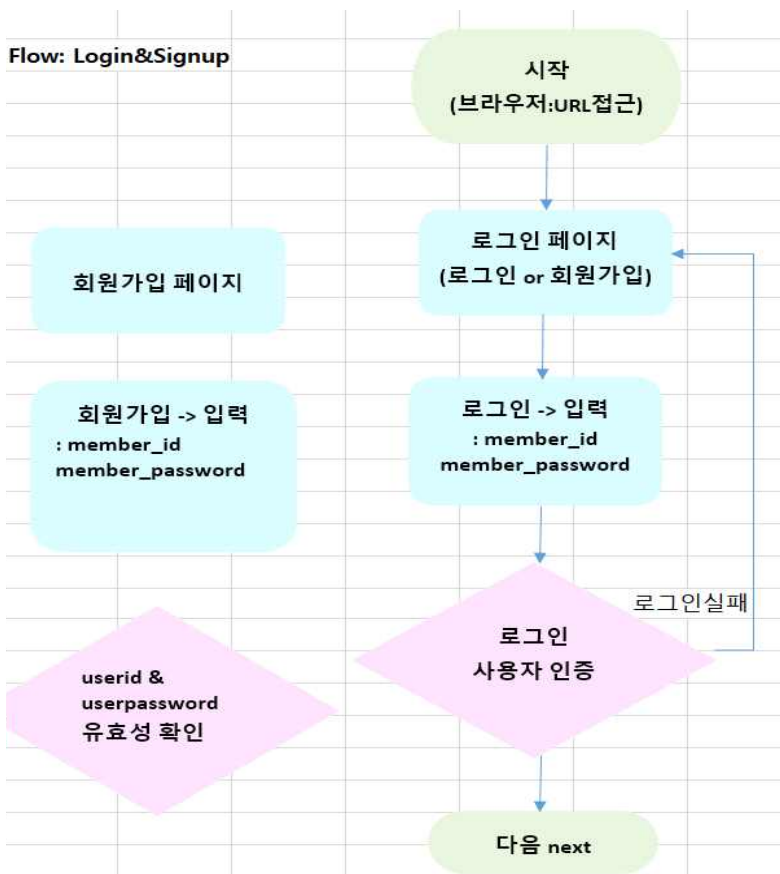 Flow: Login&Signup
시작
(브라우저:URL접근)
로그인 페이지
(로그인 or 회원가입)
회원가입 페이지
로그인 -> 입력
: member_id
member_password
회원가입 -> 입력
: member_id
member_password
로그인실패
로그인
사용자 인증
userid &
userpassword
유효성 확인
다음 next